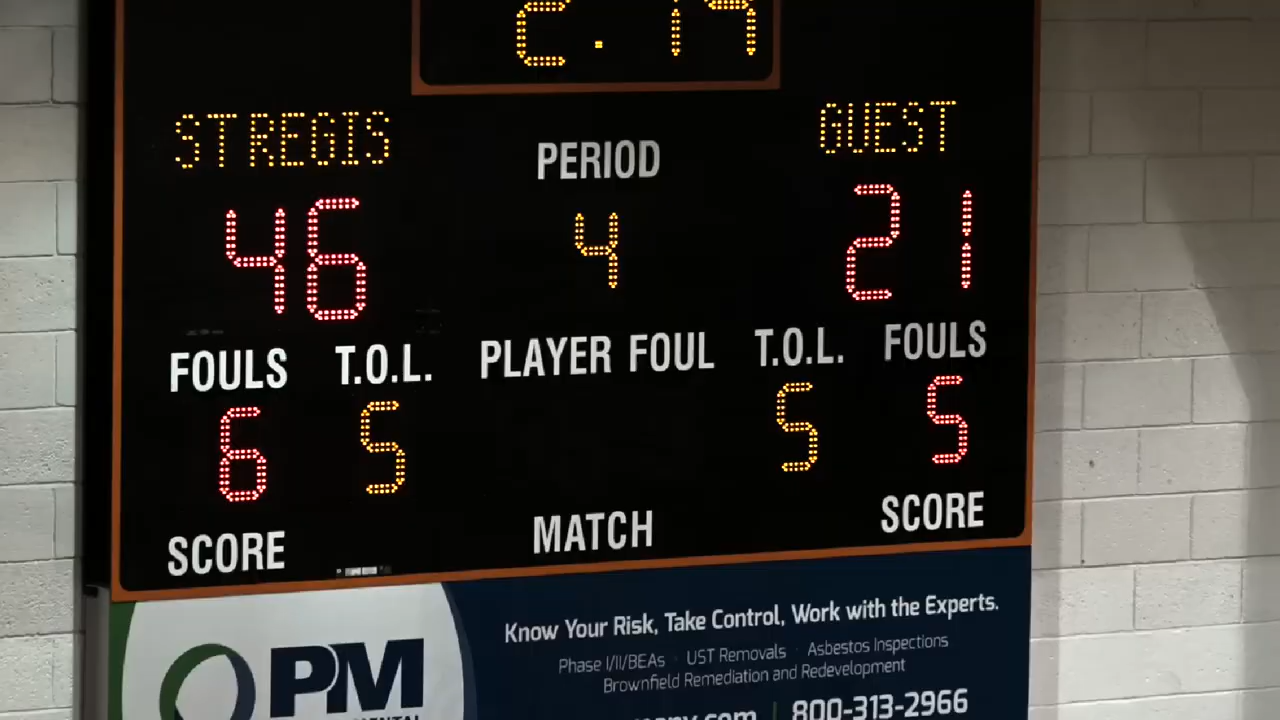 ST REGIS
GUEST
PERIOD
46
4
21
FOULS T.O.L. PLAYER FOUL T.O.L. FOULS
6 5 5 5
SCORE MATCH SCORE
Know Your Risk, Take Control, Work with the Experts.
Phase I/II/BEAs · UST Removals · Asbestos Inspections
Brownfield Remediation and Redevelopment
PM
800-313-2966